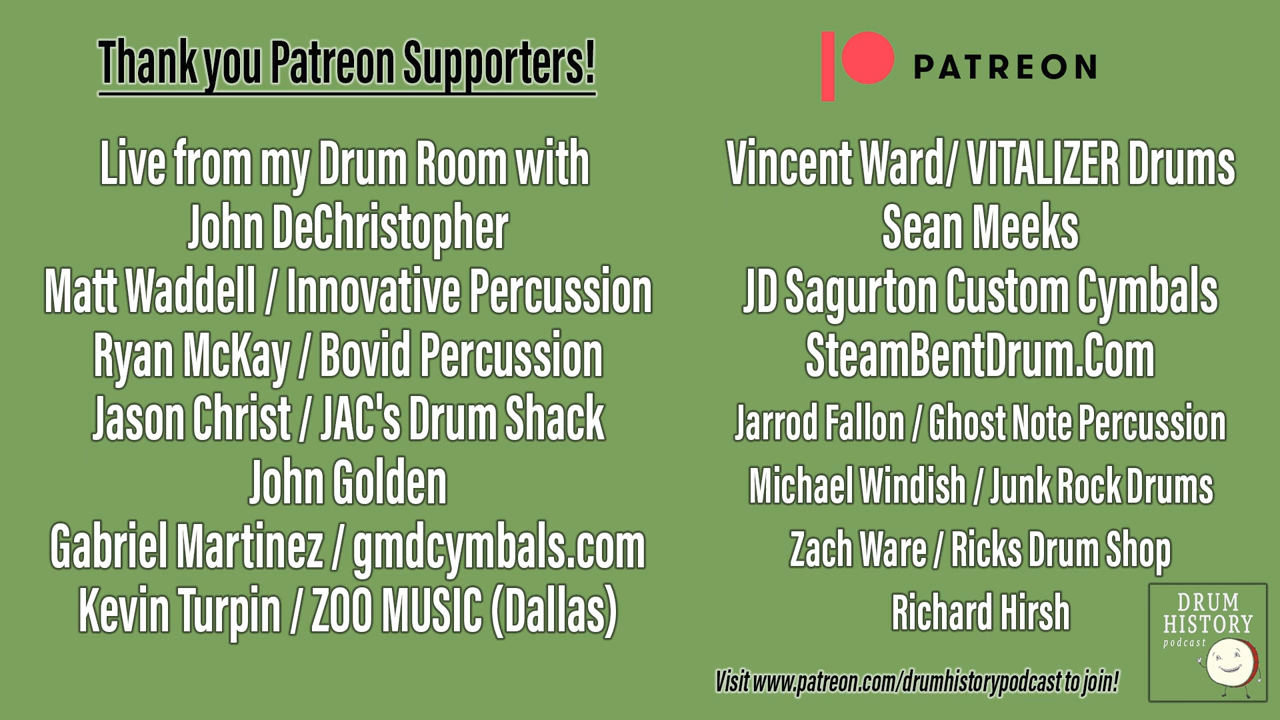 Thank you Patreon Supporters!
Live from my Drum Room with
John DeChristopher
Matt Waddell / Innovative Percussion
Ryan McKay / Bovid Percussion
Jason Christ / JAC's Drum Shack
John Golden
Gabriel Martinez / gmdcymbals.com
Kevin Turpin / ZOO MUSIC (Dallas)
PATREON
Vincent Ward/ VITALIZER Drums
Sean Meeks
JD Sagurton Custom Cymbals
SteamBentDrum.Com
Jarrod Fallon / Ghost Note Percussion
Michael Windish / Junk Rock Drums
Zach Ware / Ricks Drum Shop
Richard Hirsh
Visit www.patreon.com/drumhistorypodcast to join!
DRUM
HISTORY
podcast